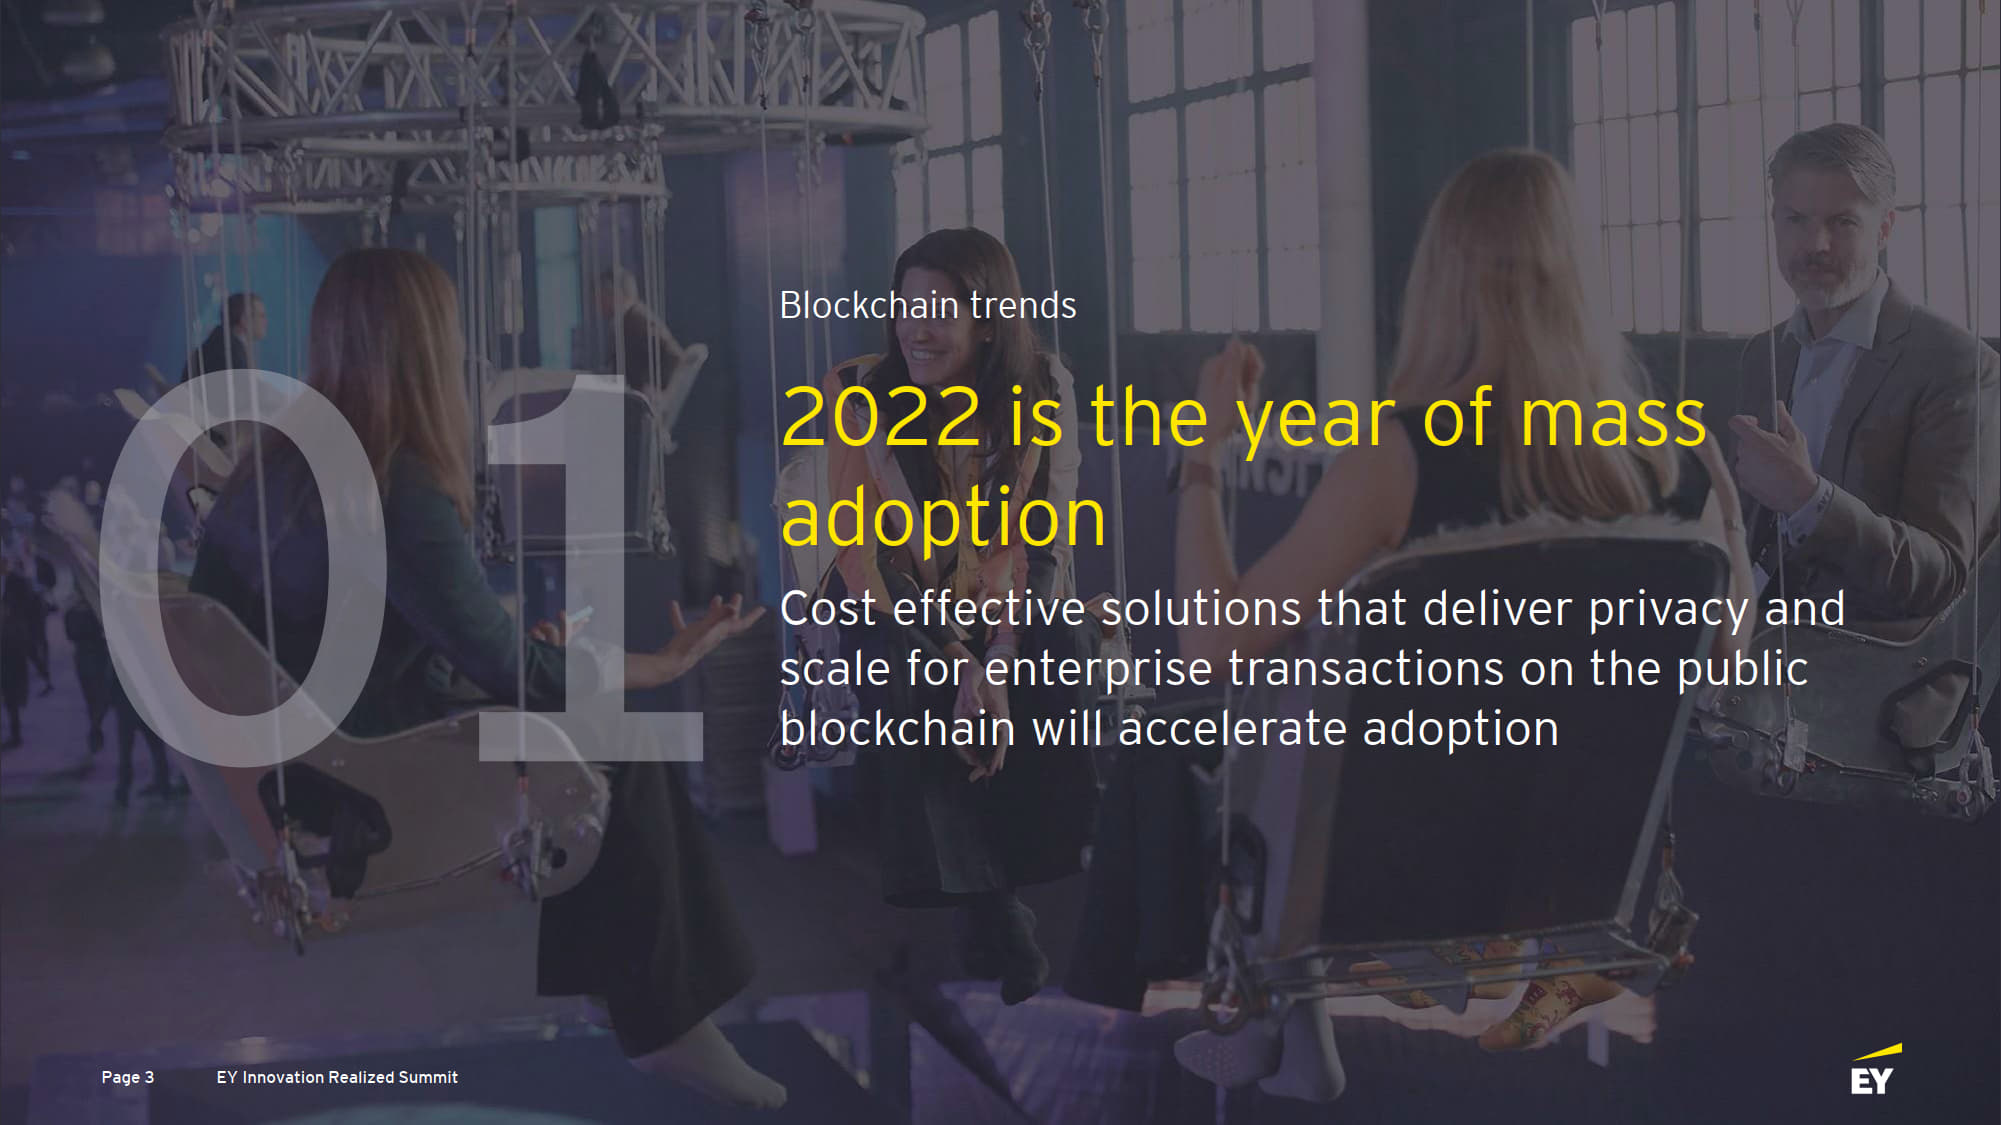 Blockchain trends
01
2022 is the year of mass
adoption
Cost effective solutions that deliver privacy and
scale for enterprise transactions on the public
blockchain will accelerate adoption
Page 3
EY Innovation Realized Summit
EY